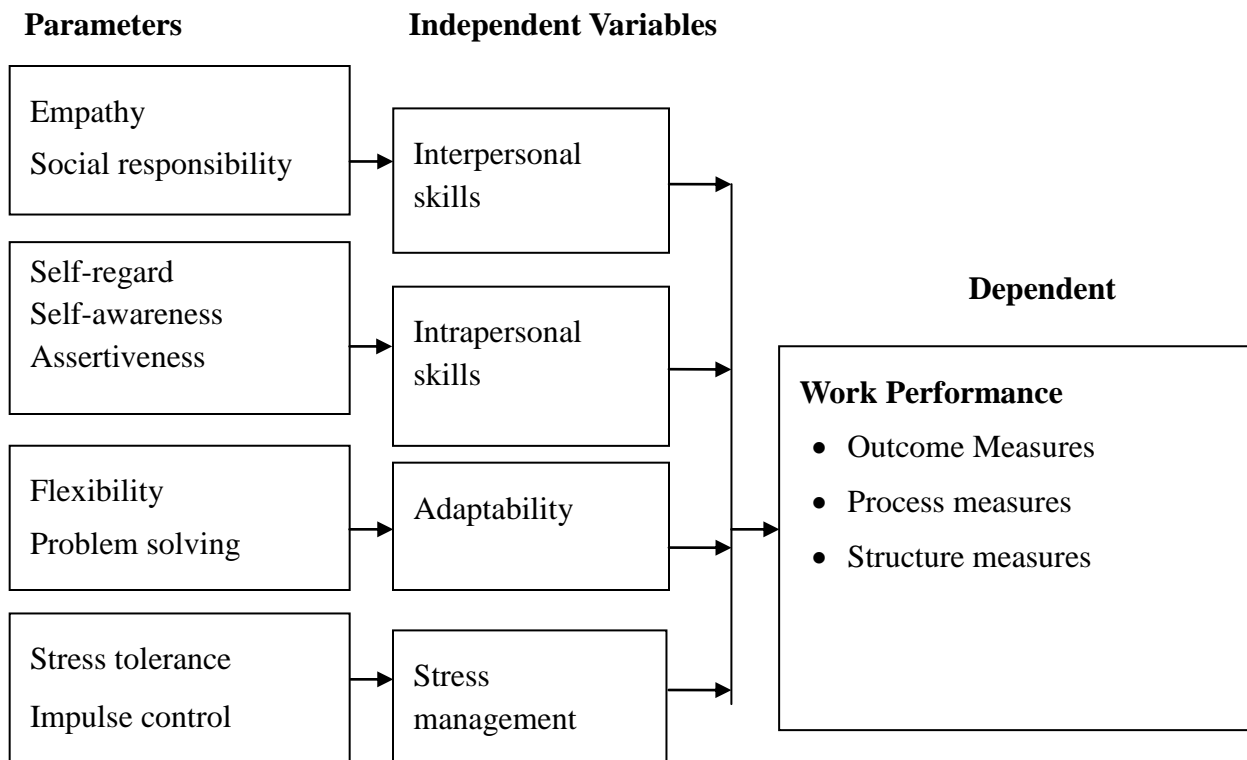 Parameters
Independent Variables
Empathy
Social responsibility
Interpersonal
skills
Self-regard
Self-awareness
Assertiveness
Intrapersonal
skills
Flexibility
Problem solving
Adaptability
Stress tolerance
Impulse control
Stress
management
Dependent
Work Performance
• Outcome Measures
• Process measures
• Structure measures